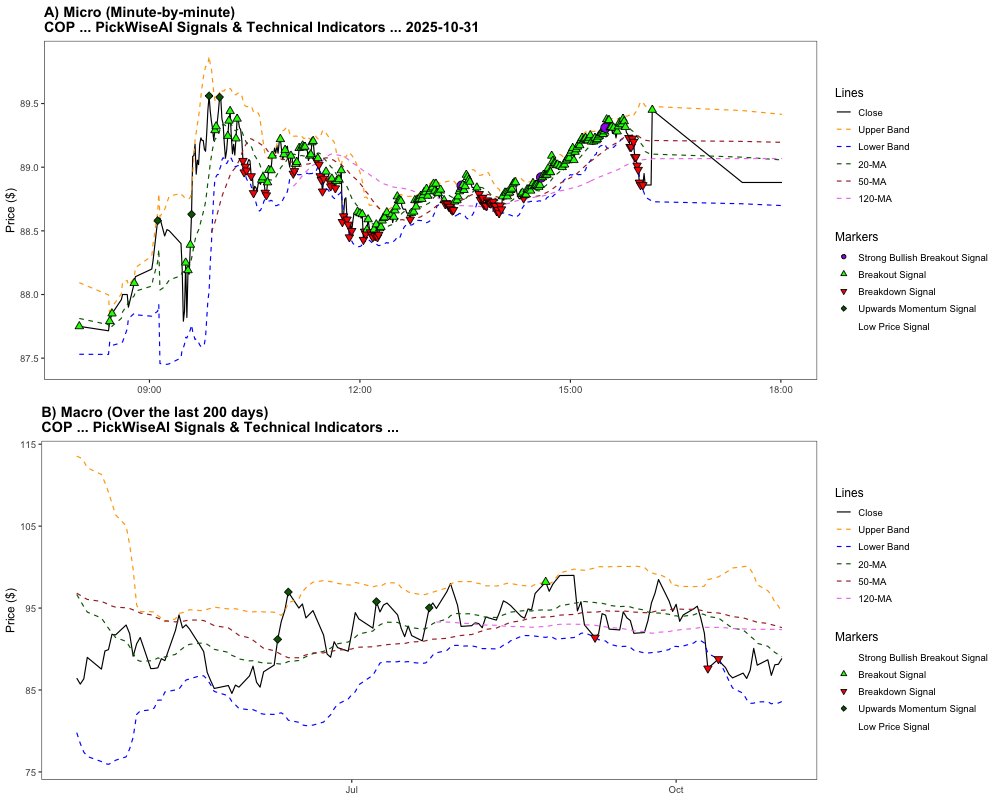 A) Micro (Minute-by-minute)
COP ... PickWiseAI Signals & Technical Indicators ... 2025-10-31
Price ($)
89.5
89.0
88.5
88.0
87.5
09:00
12:00
15:00
18:00
Lines
Close
Upper Band
Lower Band
20-MA
50-MA
120-MA
Markers
Strong Bullish Breakout Signal
Breakout Signal
Breakdown Signal
Upwards Momentum Signal
Low Price Signal
B) Macro (Over the last 200 days)
COP ... PickWiseAI Signals & Technical Indicators ...
Price ($)
115
105
95
85
75
Jul
Oct
Lines
Close
Upper Band
Lower Band
20-MA
50-MA
120-MA
Markers
Strong Bullish Breakout Signal
Breakout Signal
Breakdown Signal
Upwards Momentum Signal
Low Price Signal